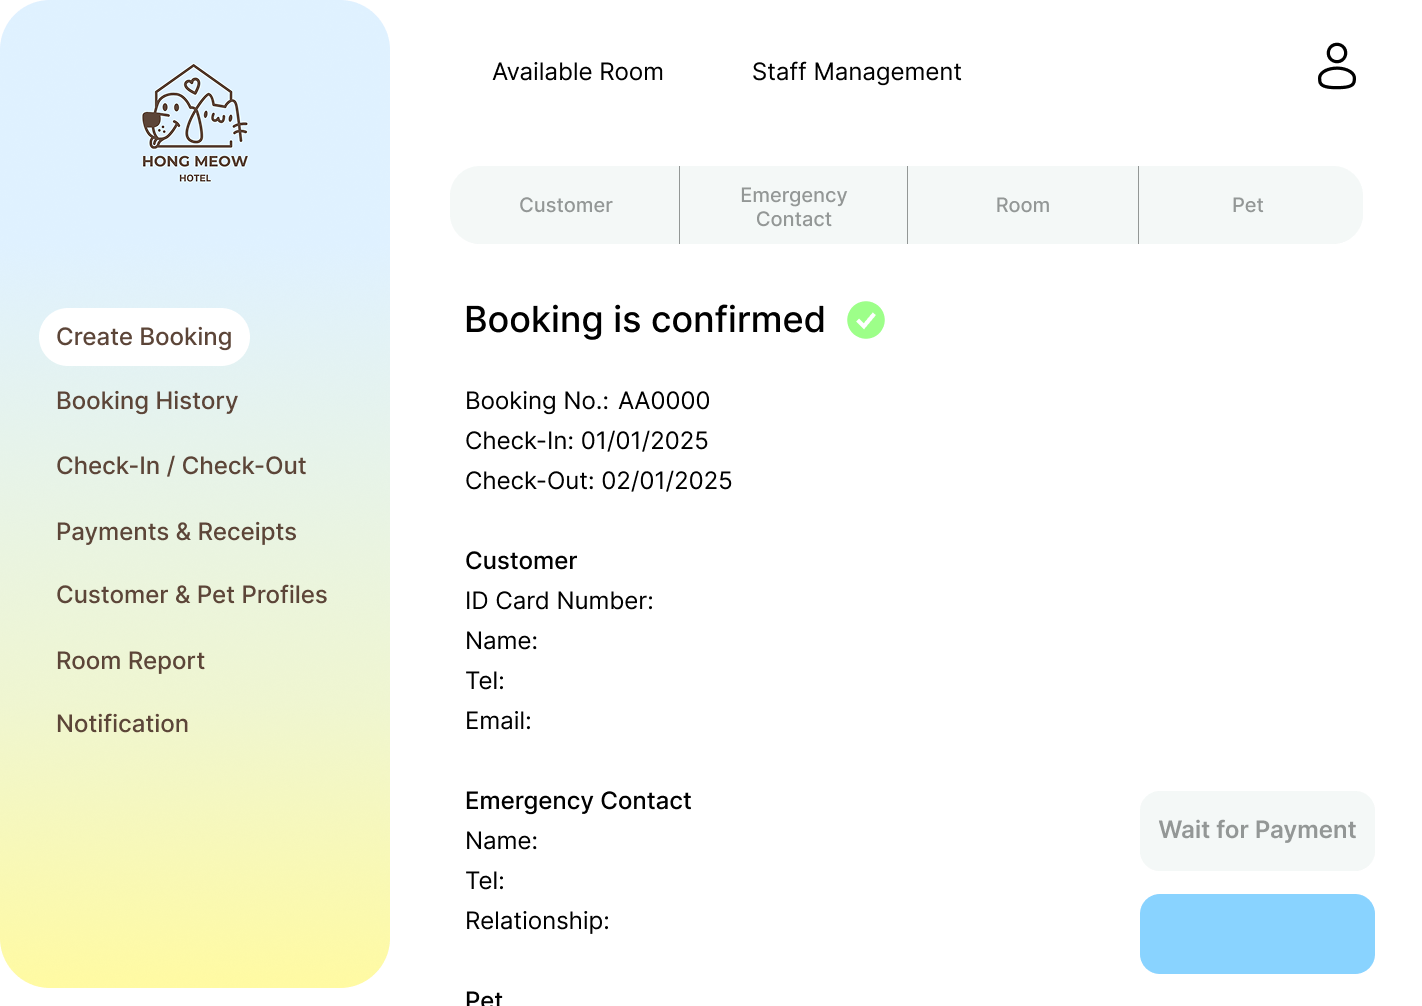 HONG MEOW
HOTEL
Available Room
Staff Management
Create Booking
Booking History
Check-In / Check-Out
Payments & Receipts
Customer & Pet Profiles
Room Report
Notification
Customer
Emergency
Contact
Room
Pet
Booking is confirmed
Booking No.: AA0000
Check-In: 01/01/2025
Check-Out: 02/01/2025
Customer
ID Card Number:
Name:
Tel:
Email:
Emergency Contact
Name:
Tel:
Relationship:
Pet
Wait for Payment